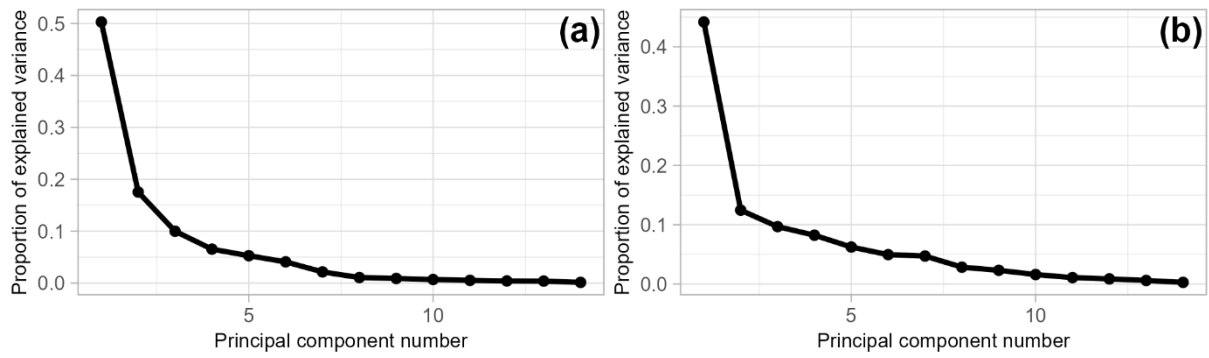 Proportion of explained variance
0.5
0.4
0.3
0.2
0.1
0.0
(a)
5
10
Principal component number
Proportion of explained variance
0.4
0.3
0.2
0.1
0.0
(b)
5
10
Principal component number